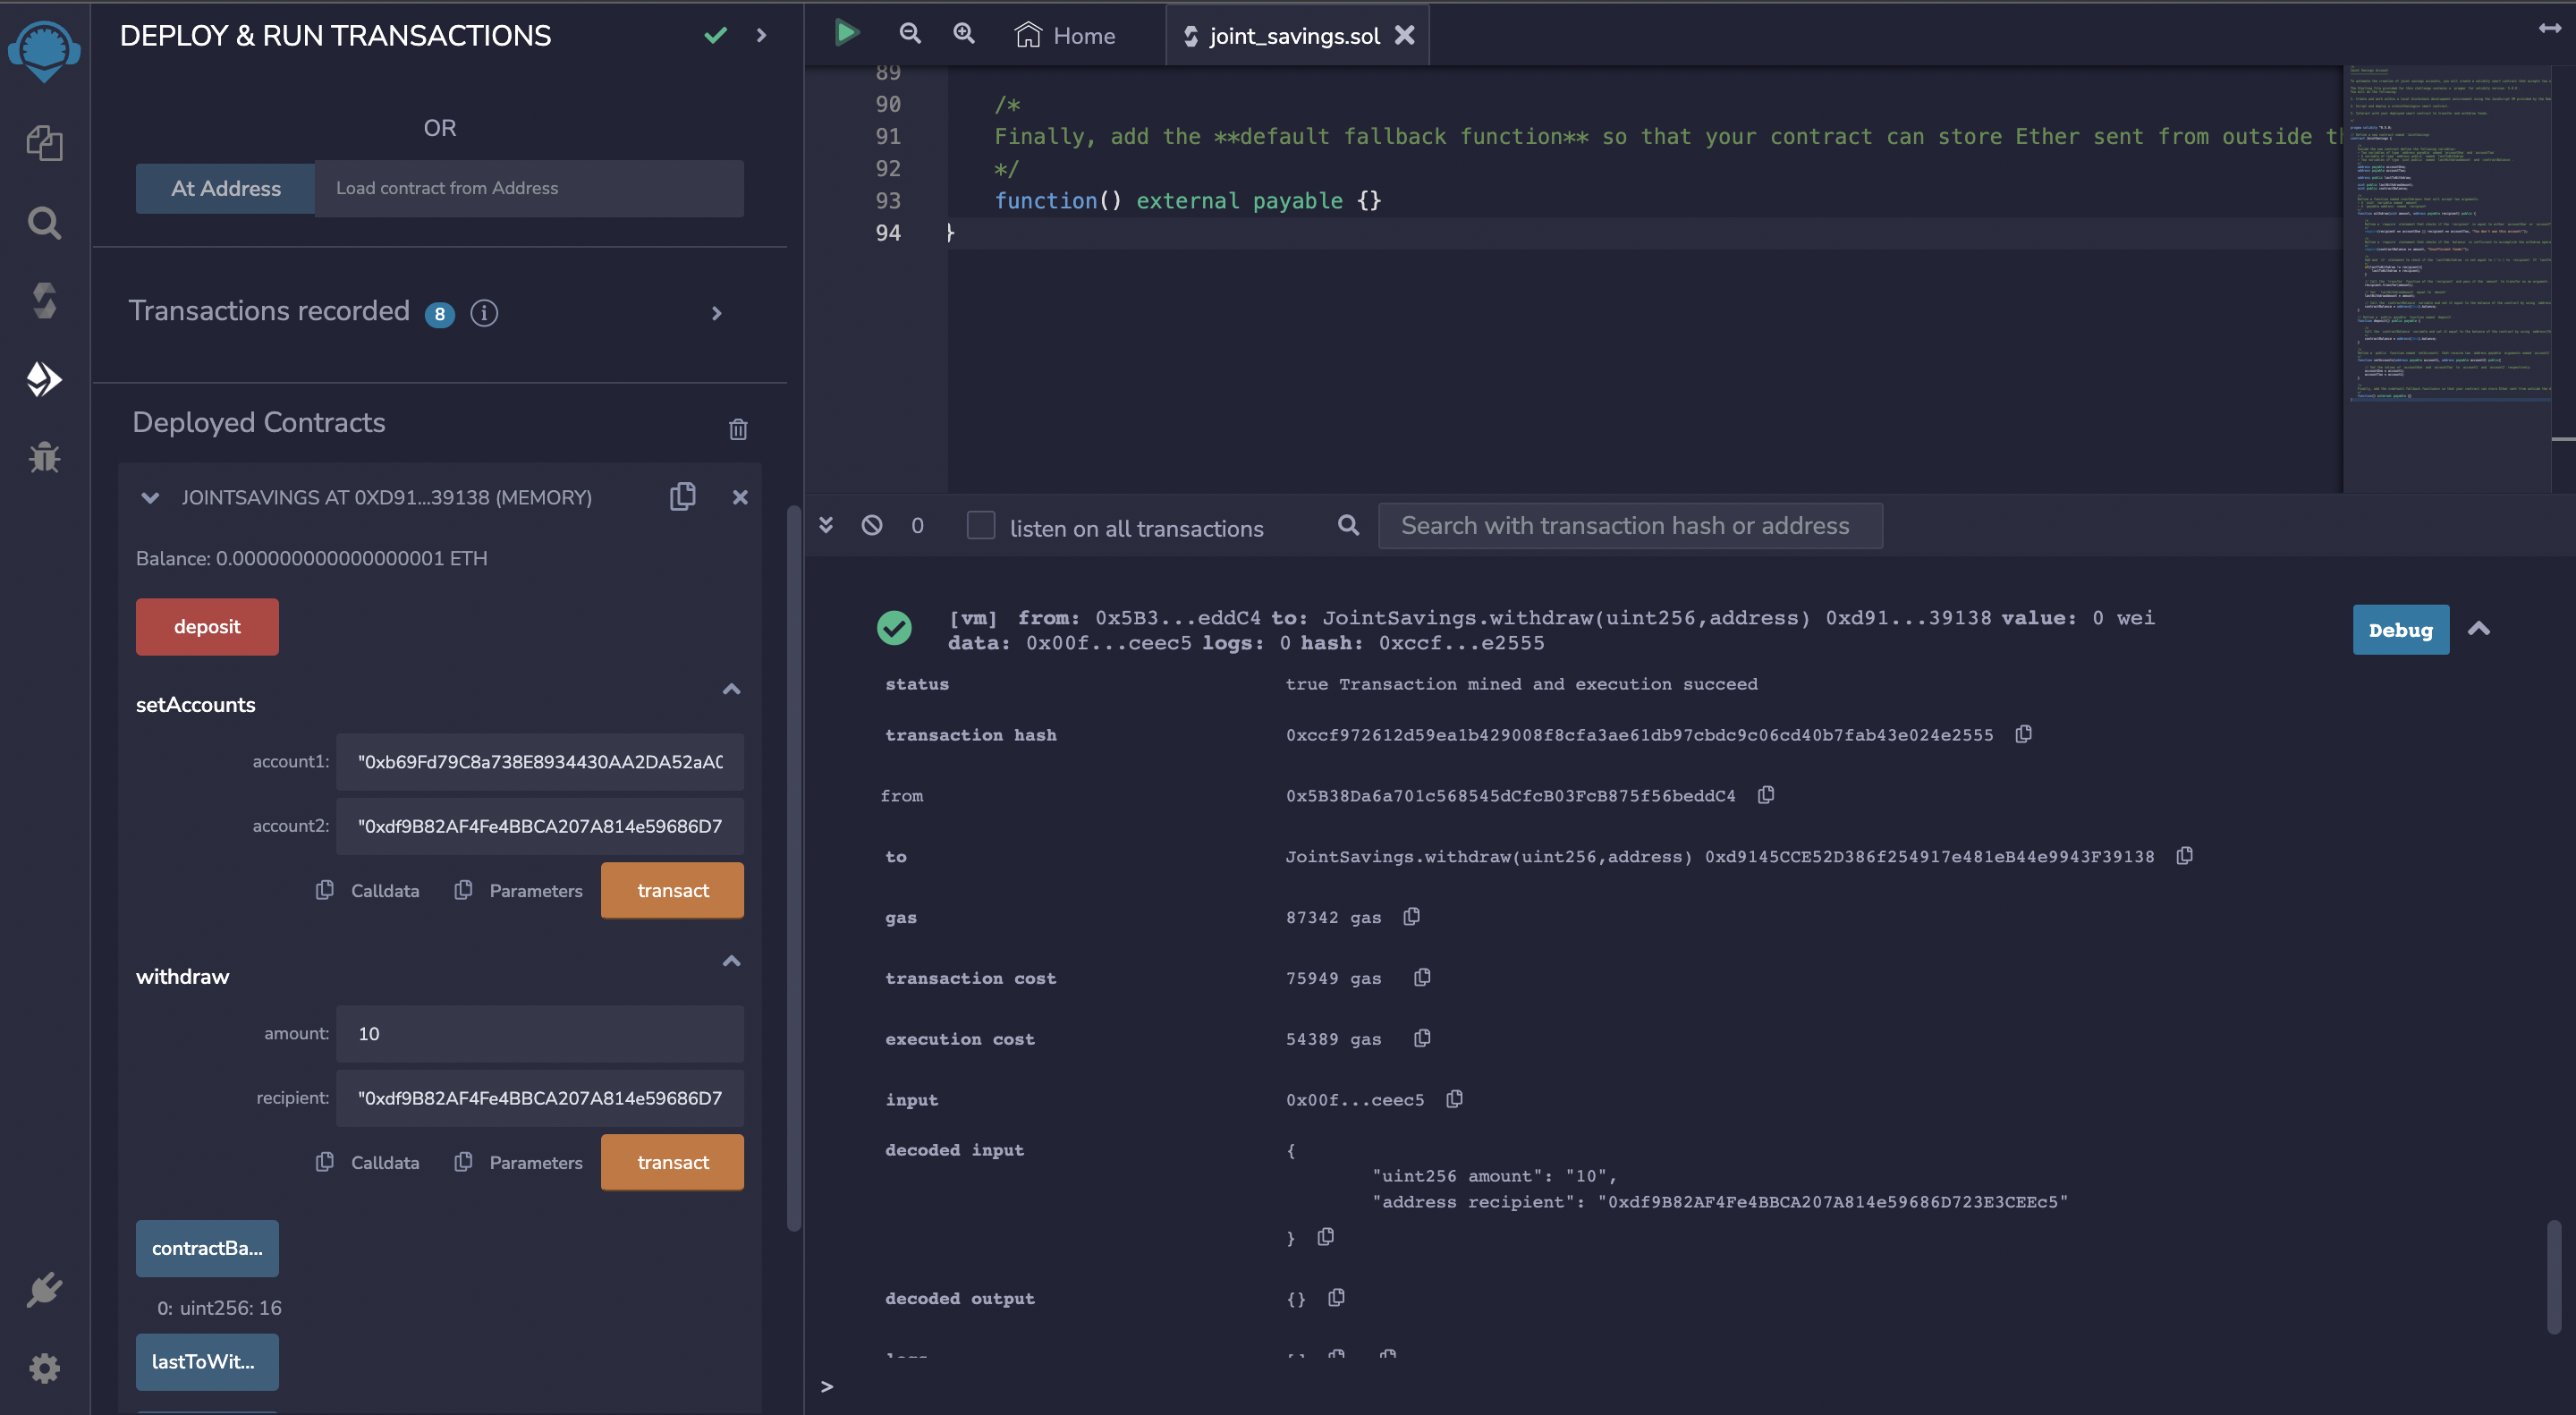 DEPLOY & RUN TRANSACTIONS
OR
At Address
Load contract from Address
Transactions recorded 8
Deployed Contracts
JOINTSAVINGS AT 0XD91...39138 (MEMORY)
Balance: 0.000000000000000001 ETH
deposit
setAccounts
account1: "0xb69Fd79C8a738E8934430AA2DA52aA0
account2: "0xdf9B82AF4Fe4BBCA207A814e59686D7
Calldata Parameters transact
withdraw
amount: 10
recipient: "0xdf9B82AF4Fe4BBCA207A814e59686D7
Calldata Parameters transact
contractBa...
0: uint256: 16
lastToWit...
Home
joint_savings.sol
89
90 /*
91 Finally, add the **default fallback function** so that your contract can store Ether sent from outside th
92 */
93 function() external payable {}
94 }
0 listen on all transactions
Search with transaction hash or address
[vm] from: 0x5B3...eddC4 to: JointSavings.withdraw(uint256,address) 0xd91...39138 value: 0 wei
data: 0x00f...ceec5 logs: 0 hash: 0xccf...e2555
Debug
status true Transaction mined and execution succeed
transaction hash 0xccf972612d59ea1b429008f8cfa3ae61db97cbdc9c06cd40b7fab43e024e2555
from 0x5B38Da6a701c568545dCfcB03FcB875f56beddC4
to JointSavings.withdraw(uint256,address) 0xd9145CCE52D386f254917e481eB44e9943F39138
gas 87342 gas
transaction cost 75949 gas
execution cost 54389 gas
input 0x00f...ceec5
decoded input {
"uint256 amount": "10",
"address recipient": "0xdf9B82AF4Fe4BBCA207A814e59686D723E3CEEc5"
}
decoded output {}
logs []
>